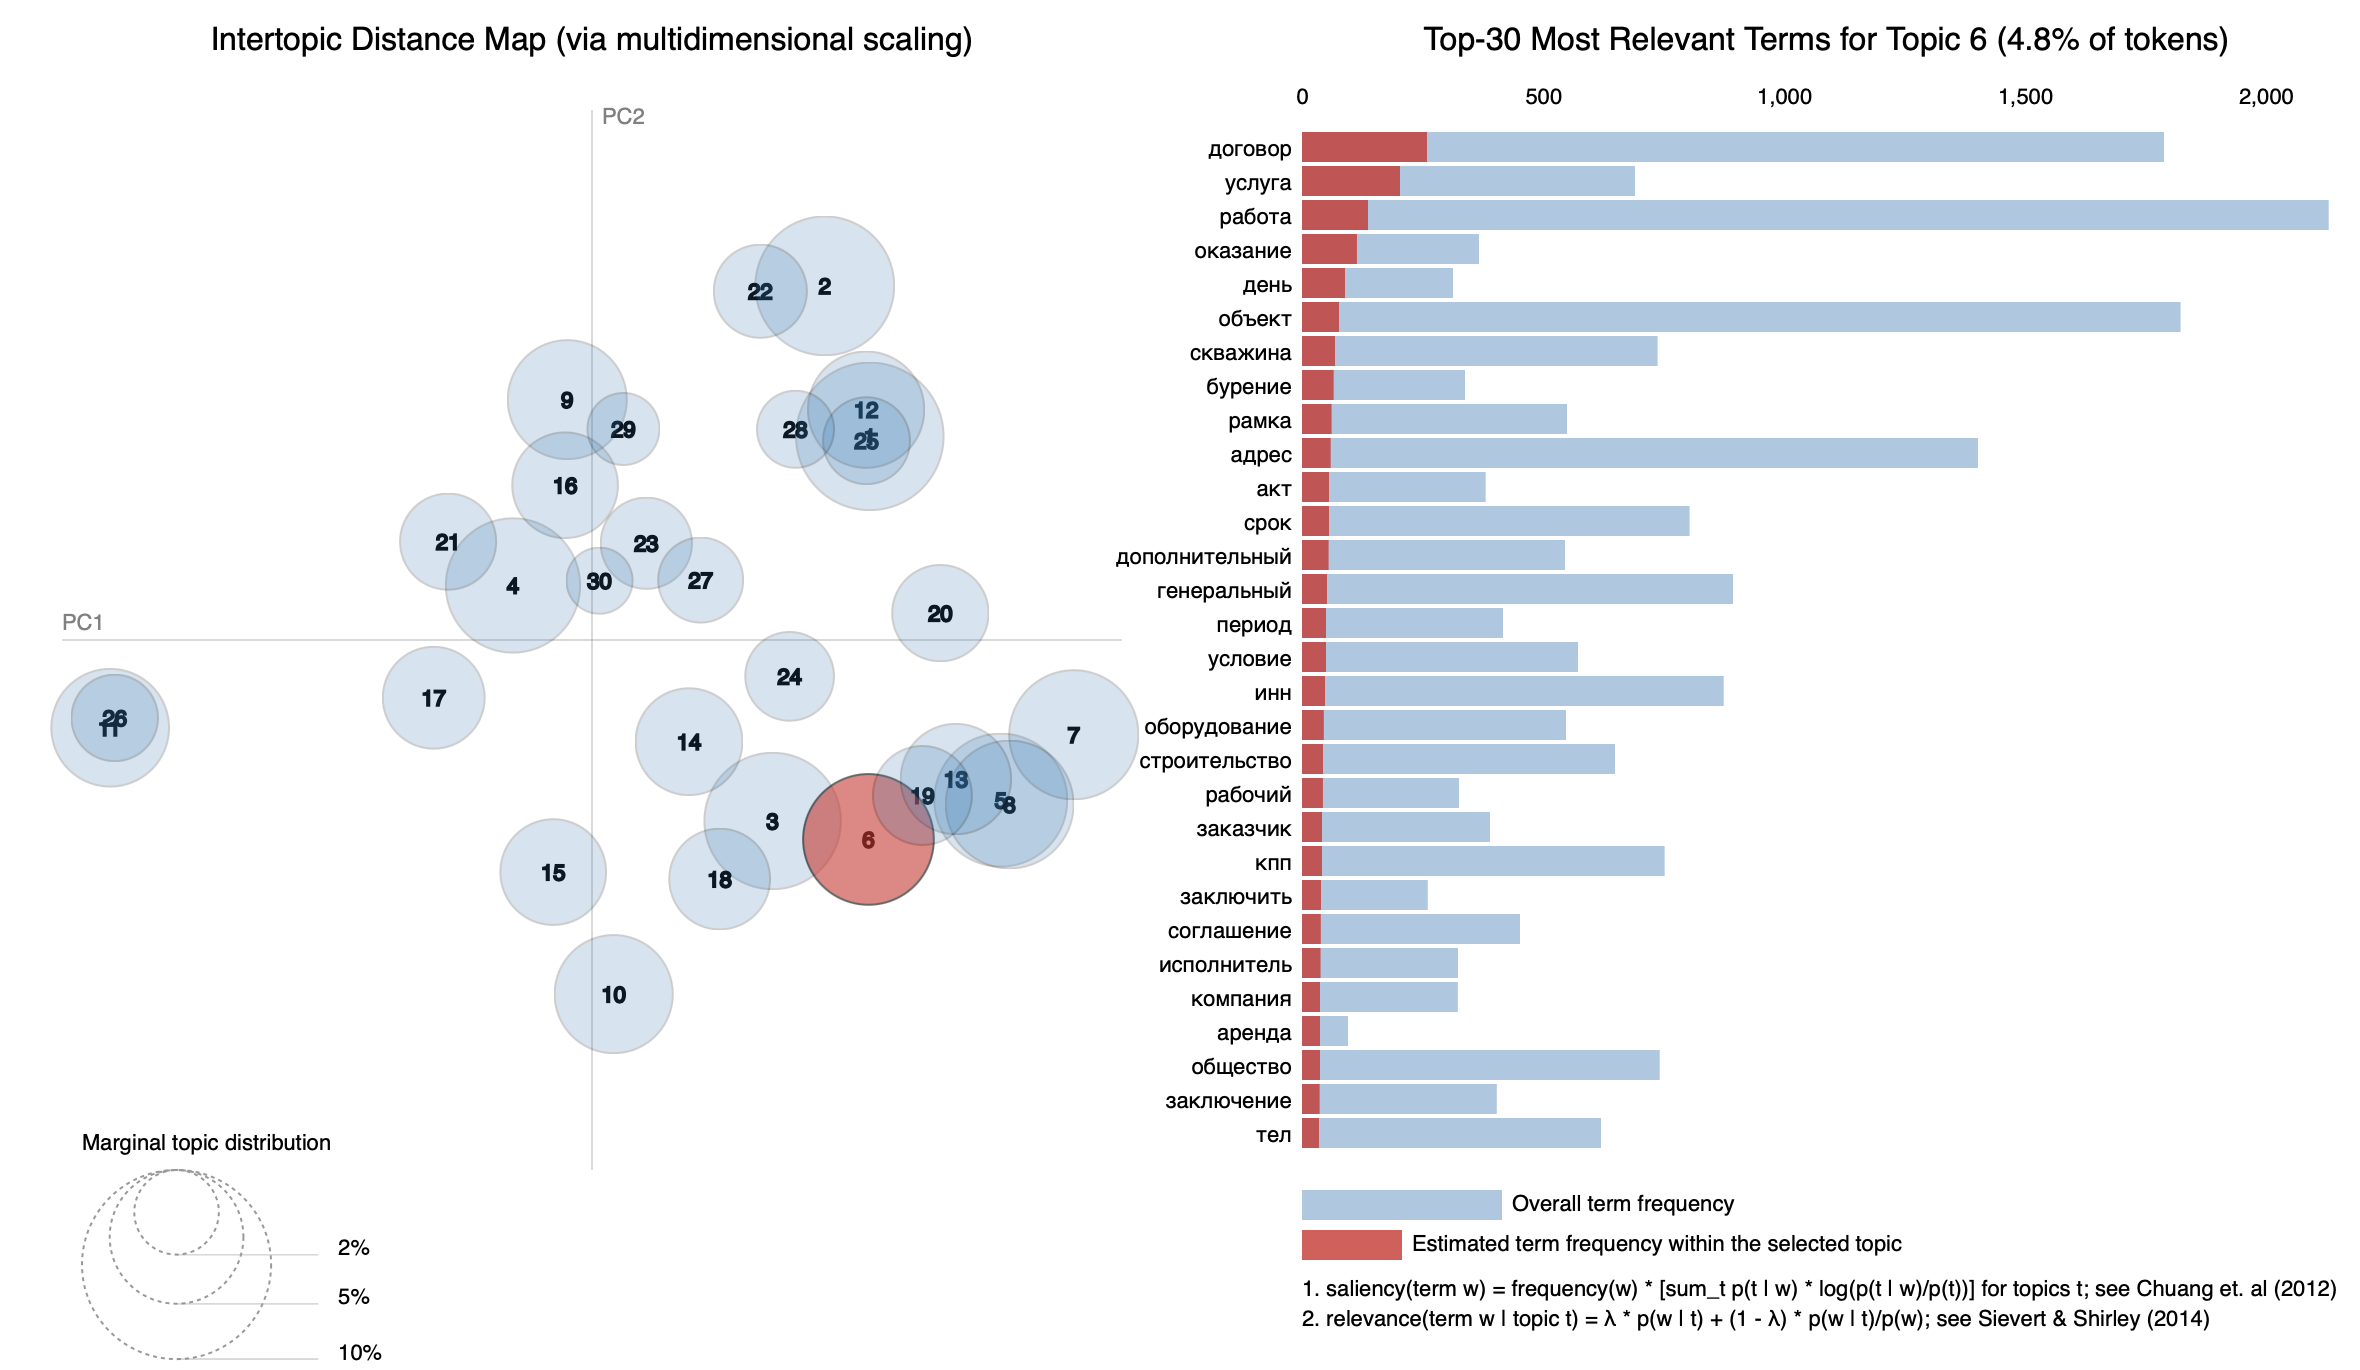 Intertopic Distance Map (via multidimensional scaling)
PC2
PC1
22
2
9
29
28
12
1
25
16
21
4
30
23
27
20
24
17
26
11
14
7
3
6
19
13
5
8
18
15
10
Marginal topic distribution
2%
5%
10%
Top-30 Most Relevant Terms for Topic 6 (4.8% of tokens)
0 500 1,000 1,500 2,000
договор
услуга
работа
оказание
день
объект
скважина
бурение
рамка
адрес
акт
срок
дополнительный
генеральный
период
условие
инн
оборудование
строительство
рабочий
заказчик
кпп
заключить
соглашение
исполнитель
компания
аренда
общество
заключение
тел
Overall term frequency
Estimated term frequency within the selected topic
1. saliency(term w) = frequency(w) * [sum_t p(t | w) * log(p(t | w)/p(t))] for topics t; see Chuang et. al (2012)
2. relevance(term w | topic t) = λ * p(w | t) + (1 - λ) * p(w | t)/p(w); see Sievert & Shirley (2014)